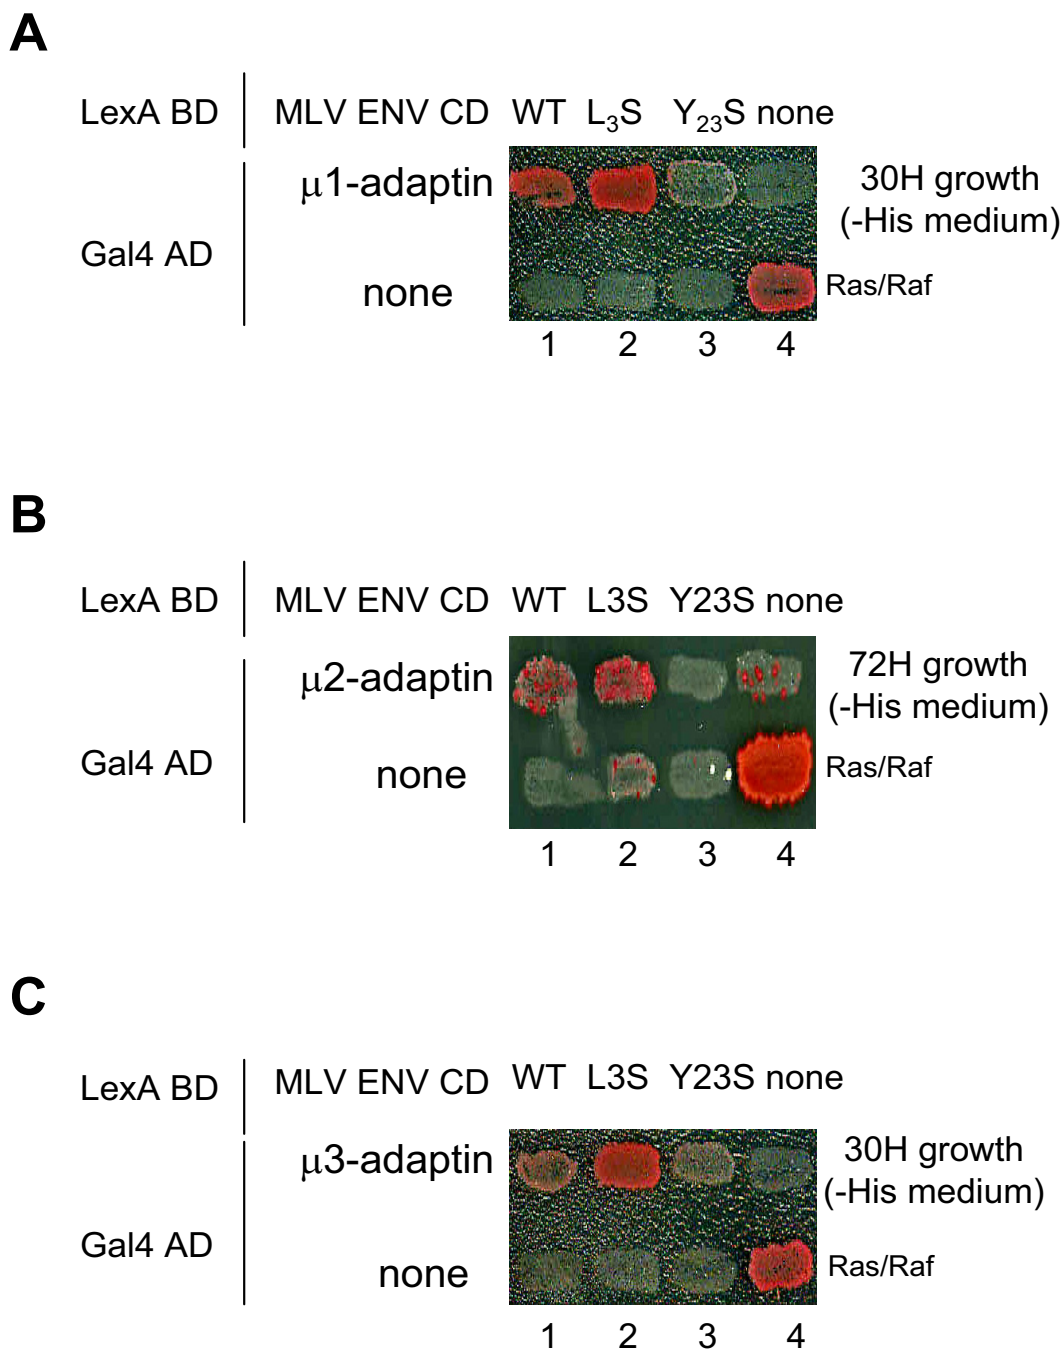 A
LexA BD MLV ENV CD WT L₃S Y₂₃S none
μ1-adaptin 30H growth
(-His medium)
Gal4 AD
none Ras/Raf
1 2 3 4
B
LexA BD MLV ENV CD WT L3S Y23S none
μ2-adaptin 72H growth
(-His medium)
Gal4 AD none Ras/Raf
1 2 3 4
C
LexA BD MLV ENV CD WT L3S Y23S none
μ3-adaptin 30H growth
(-His medium)
Gal4 AD
none Ras/Raf
1 2 3 4